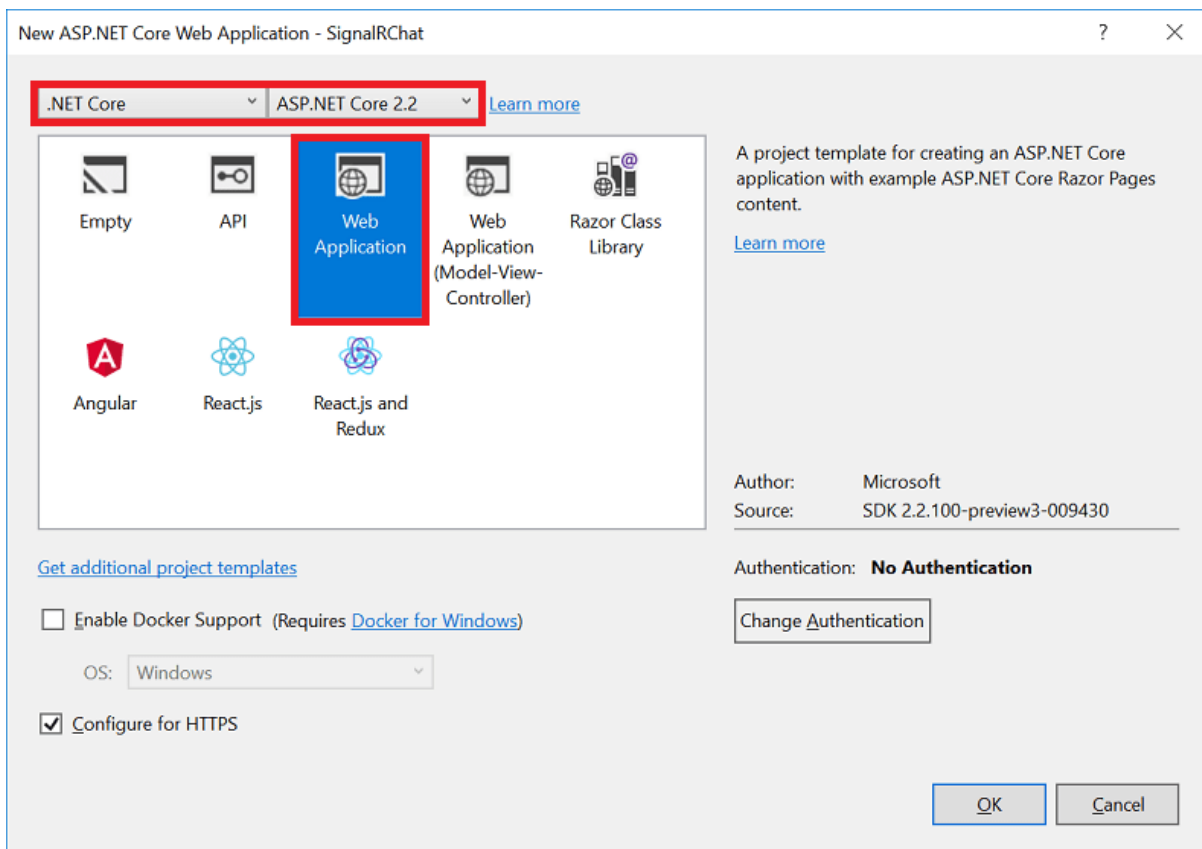 New ASP.NET Core Web Application - SignalRChat
?
.NET Core
ASP.NET Core 2.2
Learn more
Empty
API
Web
Application
Web
Application
(Model-View-
Controller)
Razor Class
Library
Angular
React.js
React.js and
Redux
A project template for creating an ASP.NET Core
application with example ASP.NET Core Razor Pages
content.
Learn more
Author: Microsoft
Source: SDK 2.2.100-preview3-009430
Get additional project templates
Authentication: No Authentication
Enable Docker Support (Requires Docker for Windows)
Change Authentication
OS: Windows
Configure for HTTPS
OK
Cancel